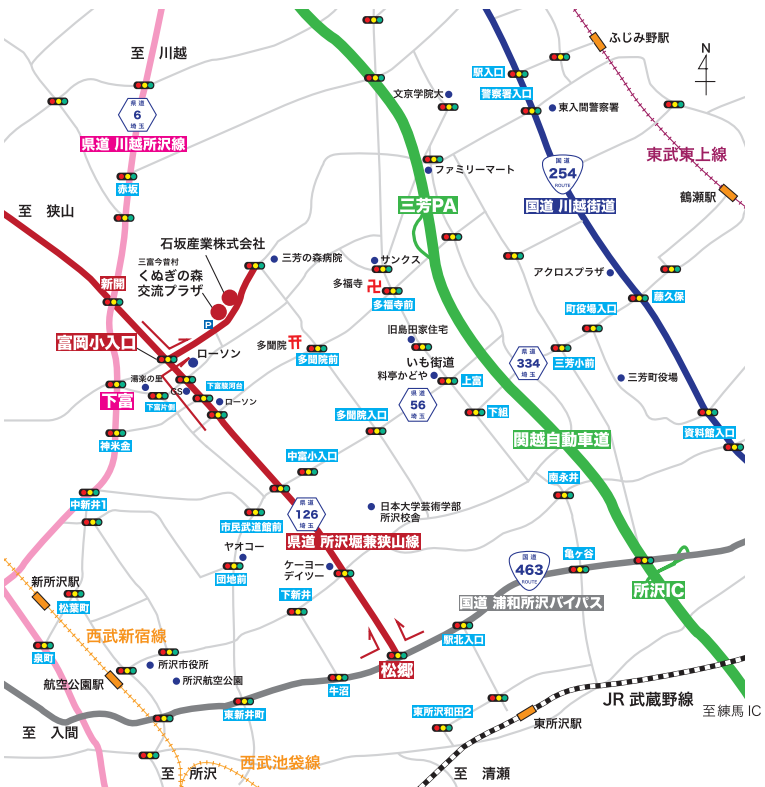 至 川越
ふじみ野駅
N
駅入口
警察署入口
文京学院大
東入間警察署
県道
6
埼玉
県道 川越所沢線
東武東上線
ファミリーマート
国道
254
ROUTE
赤坂
鶴瀬駅
三芳PA
国道 川越街道
至 狭山
石坂産業株式会社
三富今昔村
くぬぎの森
交流プラザ
三芳の森病院
サンクス
アクロスプラザ
新開
多福寺
多福寺前
藤久保
町役場入口
P
富岡小入口
旧島田家住宅
多聞院
多聞院前
ローソン
いも街道
県道
334
埼玉
三芳小前
湯楽の里
料亭かどや
上富
三芳町役場
GS
下富駿河台
下富
下富片側
ローソン
県道
56
埼玉
多聞院入口
下組
神米金
資料館入口
関越自動車道
中富小入口
南永井
中新井1
県道
126
埼玉
日本大学芸術学部
所沢校舎
市民武道館前
県道 所沢堀兼狭山線
ヤオコー
亀ヶ谷
団地前
ケーヨー
デイツー
国道
463
ROUTE
新所沢駅
所沢IC
松葉町
下新井
国道 浦和所沢バイパス
西武新宿線
駅北入口
泉町
所沢市役所
松郷
航空公園駅
所沢航空公園
牛沼
JR 武蔵野線
東新井町
東所沢和田2
至練馬IC
東所沢駅
至 入間
西武池袋線
至 所沢
至 清瀬